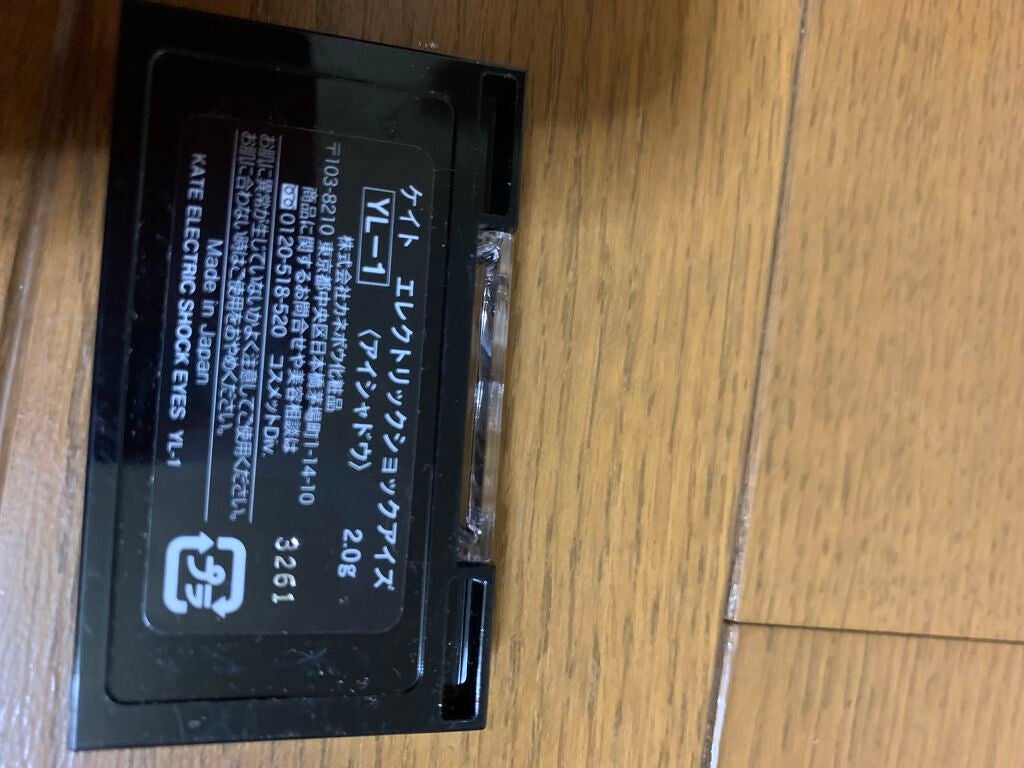 ケイト エレクトリックショックアイズ
YL-1 〈アイシャドウ〉 2.0g
株式会社カネボウ化粧品
〒103-8210 東京都中央区日本橋茅場町1-14-10
商品に関するお問合せや美容相談は
0120-518-520 コスメットDiv.
3261
お肌に異常が生じていないかよく注意してご使用ください。
お肌に合わない時はご使用をおやめください。
Made in Japan
KATE ELECTRIC SHOCK EYES YL-1
プラ